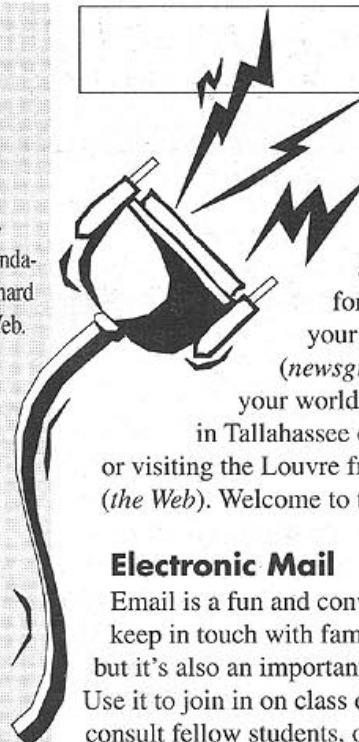 nda-
hard
eb.
for
your
(newsg
your world
in Tallahassee
or visiting the Louvre fr
(the Web). Welcome to t
Electronic Mail
Email is a fun and conv
keep in touch with fam
but it's also an important
Use it to join in on class
consult fellow students,